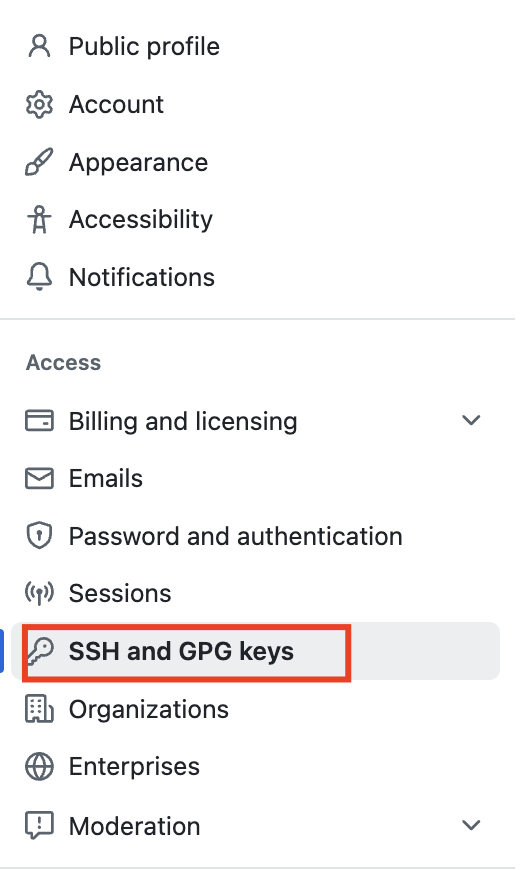 Public profile
Account
Appearance
Accessibility
Notifications
Access
Billing and licensing
Emails
Password and authentication
Sessions
SSH and GPG keys
Organizations
Enterprises
Moderation